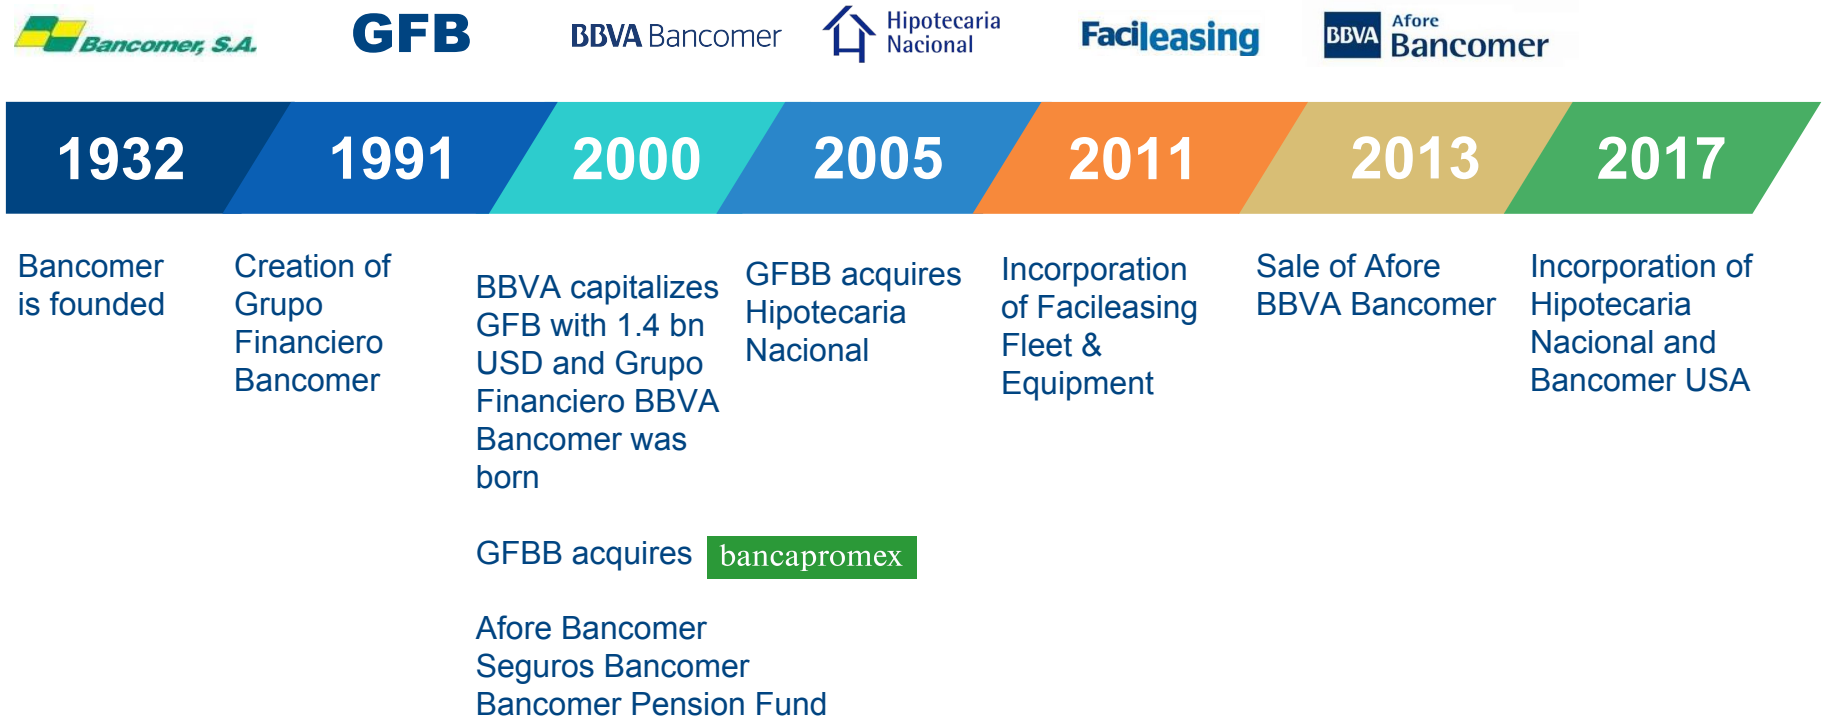 Bancomer, S.A.
GFB
BBVA Bancomer
Hipotecaria
Nacional
Facileasing
BBVA
Afore
Bancomer
1932
1991
2000
2005
2011
2013
2017
Bancomer
is founded
Creation of
Grupo
Financiero
Bancomer
BBVA capitalizes
GFB with 1.4 bn
USD and Grupo
Financiero BBVA
Bancomer was
born
GFBB acquires bancapromex
Afore Bancomer
Seguros Bancomer
Bancomer Pension Fund
GFBB acquires
Hipotecaria
Nacional
Incorporation
of Facileasing
Fleet &
Equipment
Sale of Afore
BBVA Bancomer
Incorporation of
Hipotecaria
Nacional and
Bancomer USA